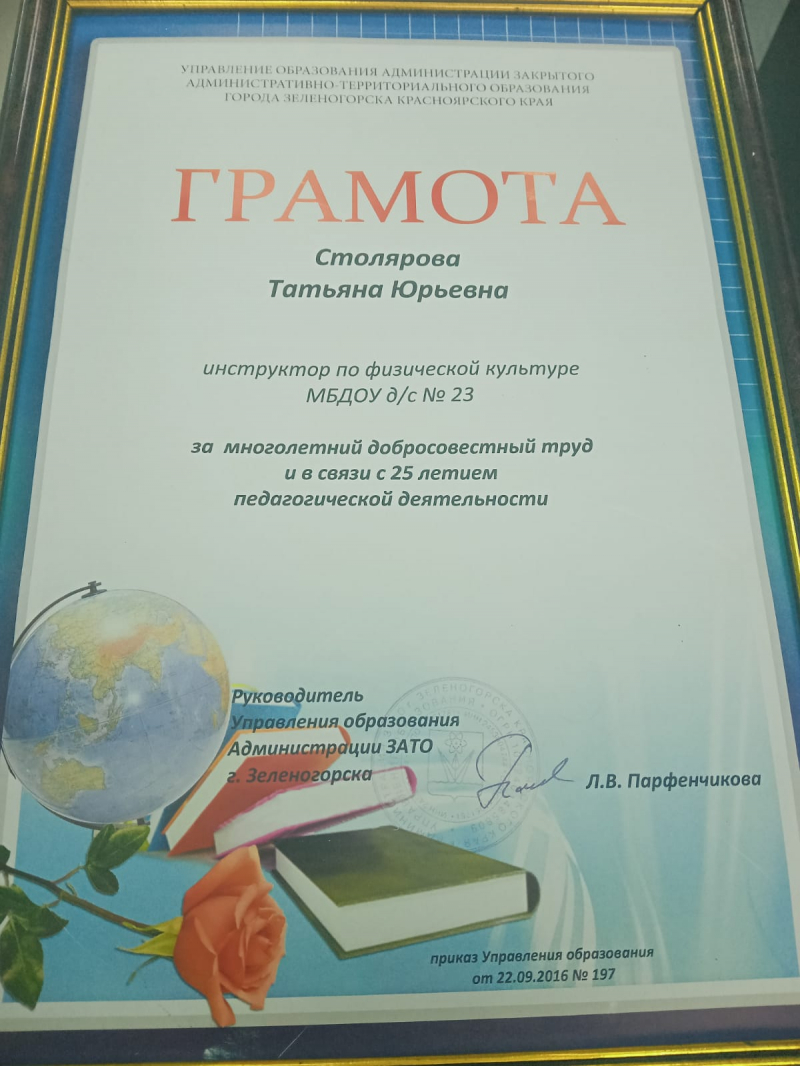 УПРАВЛЕНИЕ ОБРАЗОВАНИЯ АДМИНИСТРАЦИИ ЗАКРЫТОГО
АДМИНИСТРАТИВНО-ТЕРРИТОРИАЛЬНОГО ОБРАЗОВАНИЯ
ГОРОДА ЗЕЛЕНОГОРСКА КРАСНОЯРСКОГО КРАЯ
ГРАМОТА
Столярова
Татьяна Юрьевна
инструктор по физической культуре
МБДОУ д/с № 23
за многолетний добросовестный труд
и в связи с 25 летием
педагогической деятельности
Руководитель
Управления образования
Администрации ЗАТО
г. Зеленогорска
Л.В. Парфенчикова
приказ Управления образования
от 22.09.2016 № 197